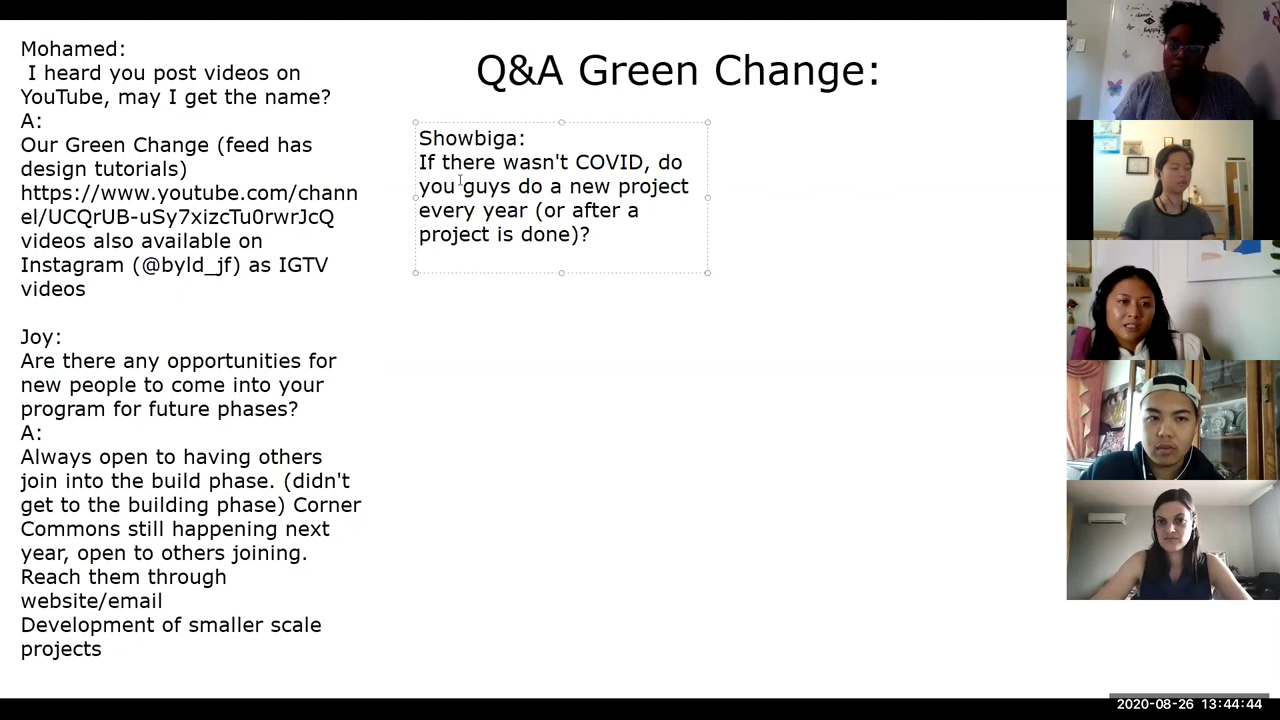 Q&A Green Change:
Mohamed:
I heard you post videos on
YouTube, may I get the name?
A:
Our Green Change (feed has
design tutorials)
https://www.youtube.com/chann
el/UCQrUB-uSy7xizcTu0rwrJcQ
videos also available on
Instagram (@byld_jf) as IGTV
videos
Joy:
Are there any opportunities for
new people to come into your
program for future phases?
A:
Always open to having others
join into the build phase. (didn't
get to the building phase) Corner
Commons still happening next
year, open to others joining.
Reach them through
website/email
Development of smaller scale
projects
Showbiga:
If there wasn't COVID, do
you guys do a new project
every year (or after a
project is done)?
2020-08-26 13:44:44